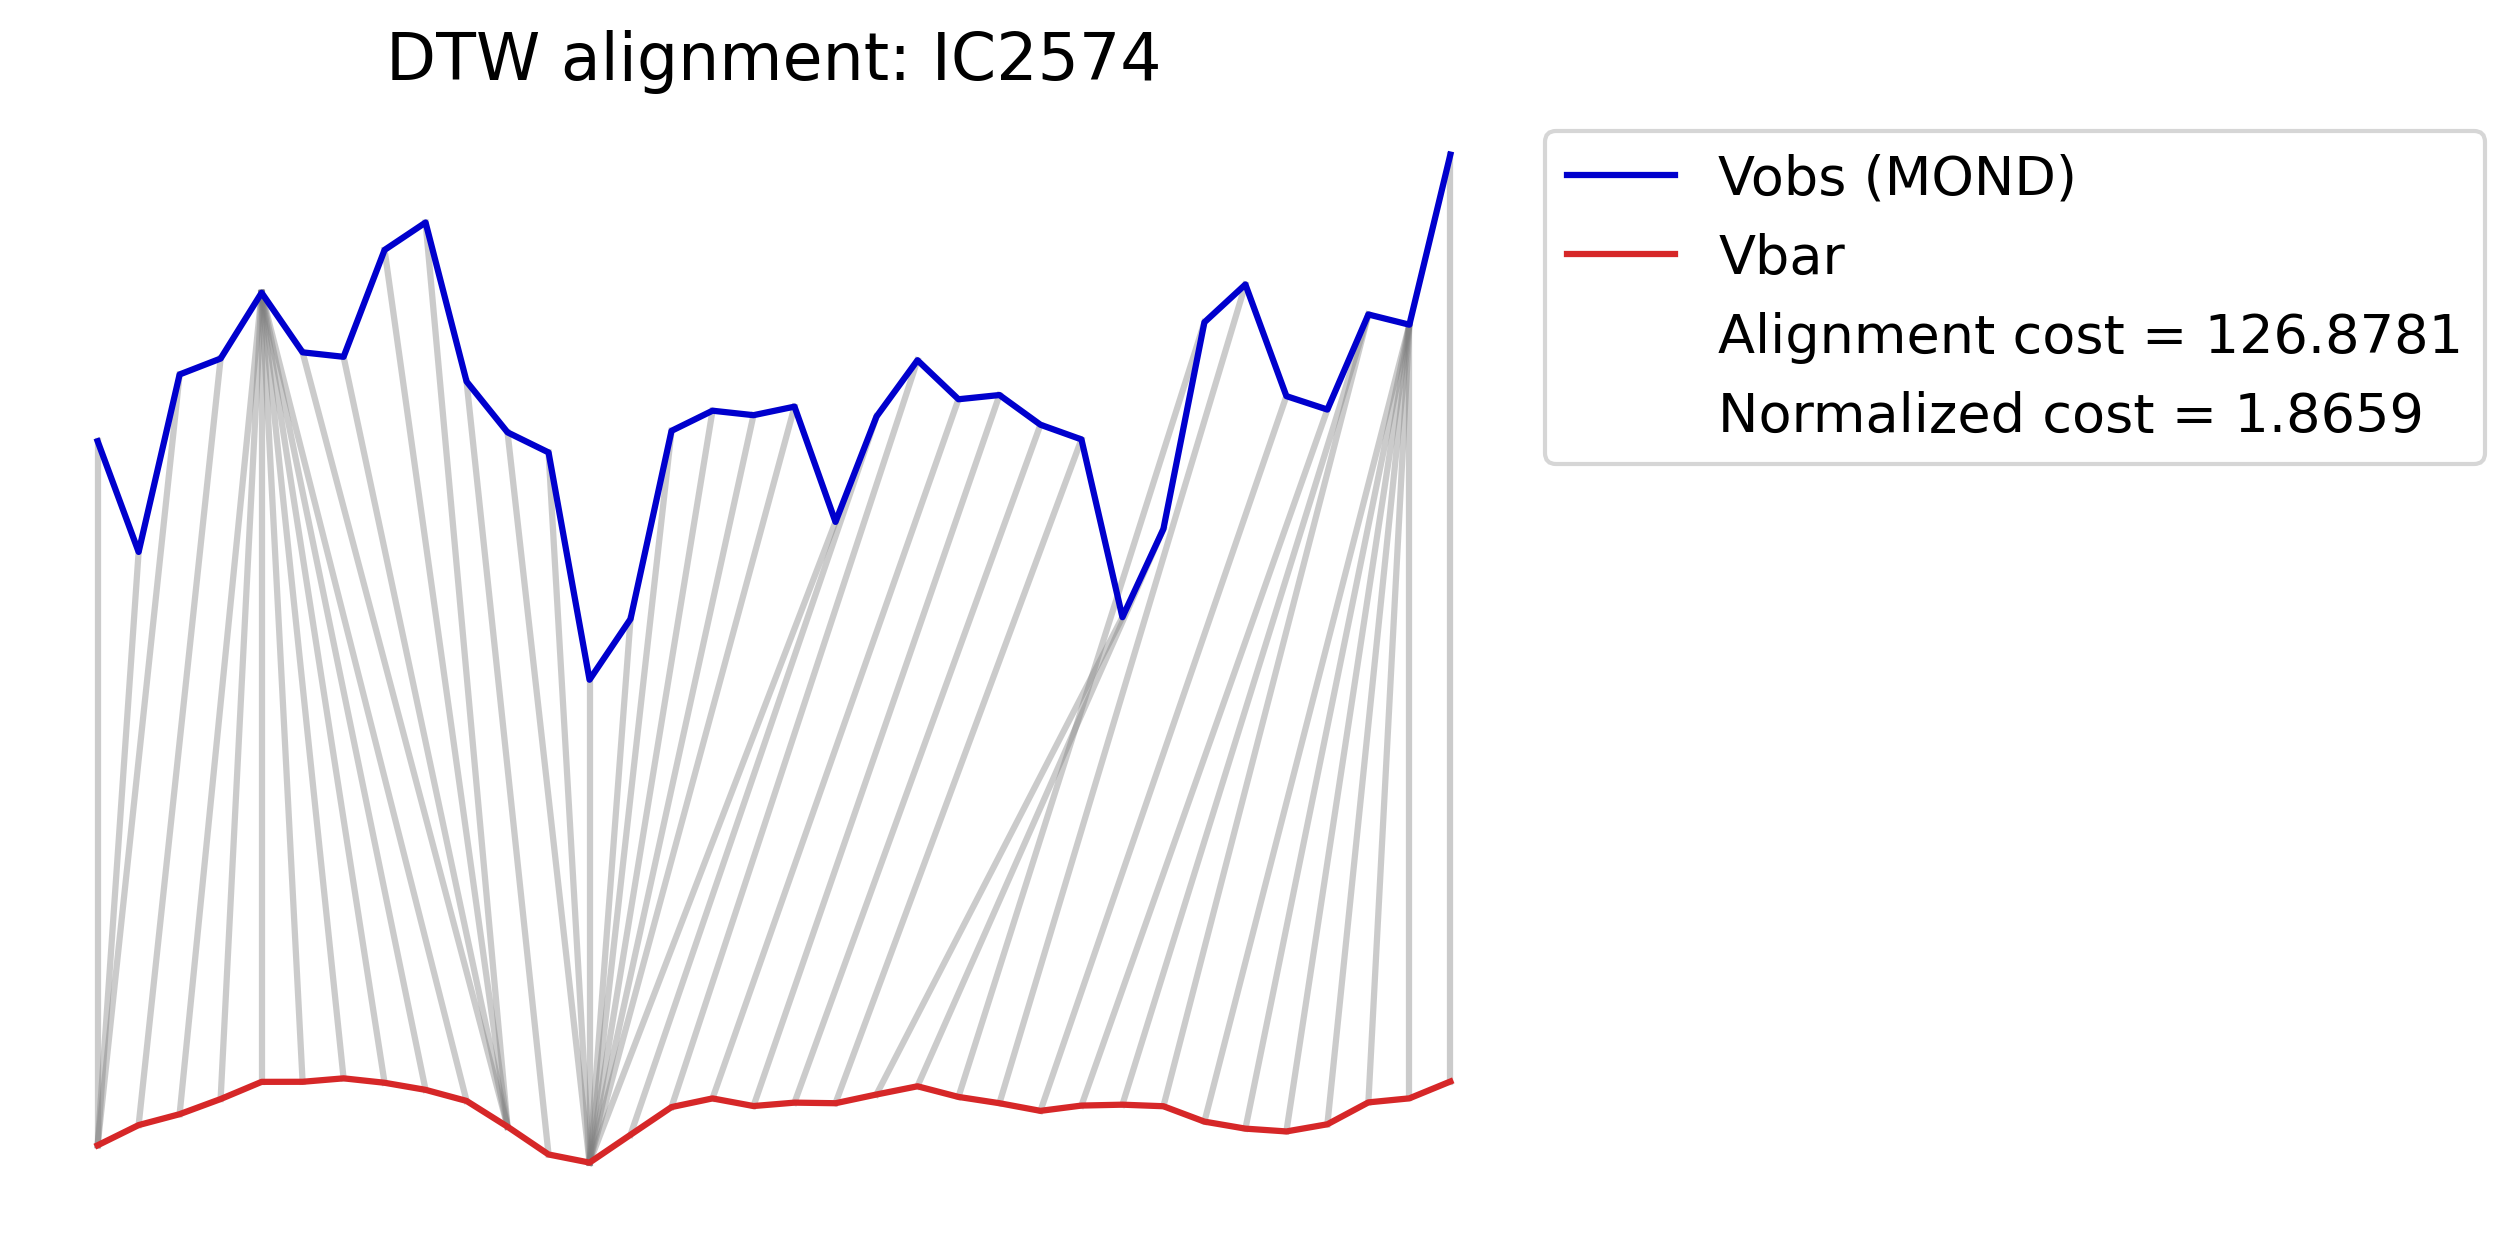 DTW alignment: IC2574
Vobs (MOND)
Vbar
Alignment cost = 126.8781
Normalized cost = 1.8659